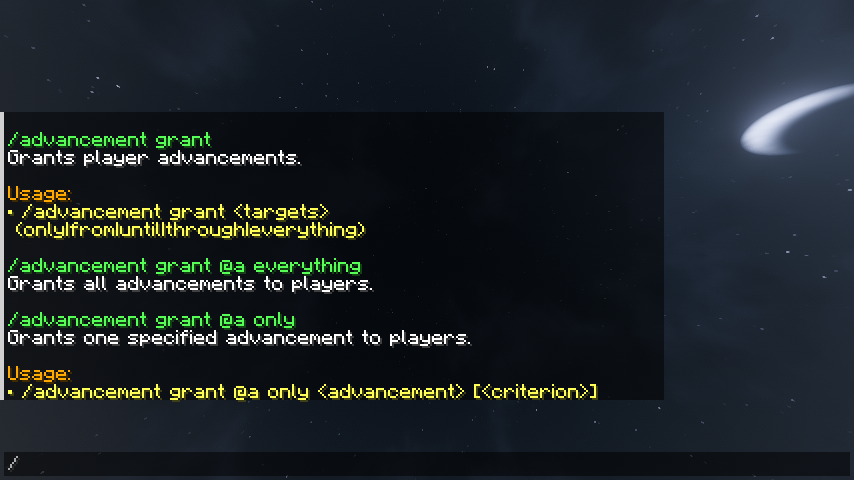 /advancement grant
Grants player advancements.
Usage:
• /advancement grant <targets>
(only|from|until|through|everything)
/advancement grant @a everything
Grants all advancements to players.
/advancement grant @a only
Grants one specified advancement to players.
Usage:
• /advancement grant @a only <advancement> [<criterion>]
/